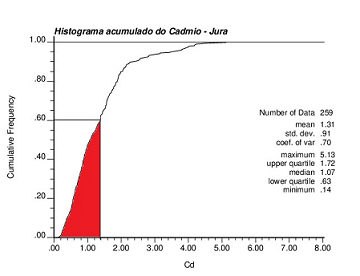 Histograma acumulado do Cadmio - Jura
Cumulative Frequency
1.00
.80
.60
.40
.20
.00
.00 1.00 2.00 3.00 4.00 5.00 6.00 7.00 8.00
Cd
Number of Data 259
mean 1.31
std. dev. .91
coef. of var .70
maximum 5.13
upper quartile 1.72
median 1.07
lower quartile .63
minimum .14